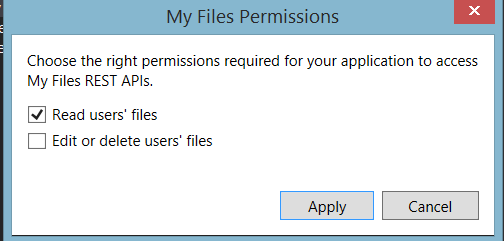 My Files Permissions
Choose the right permissions required for your application to access
My Files REST APIs.
Read users' files
Edit or delete users' files
Apply
Cancel